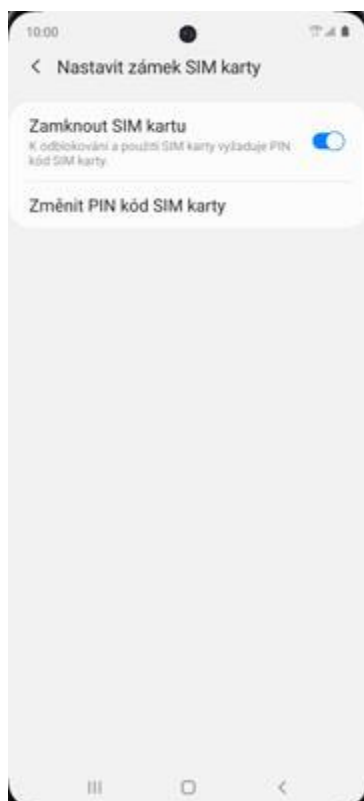 10:00
Nastavit zámek SIM karty
Zamknout SIM kartu
K odblokování a použití SIM karty vyžaduje PIN
kód SIM karty.
Změnit PIN kód SIM karty